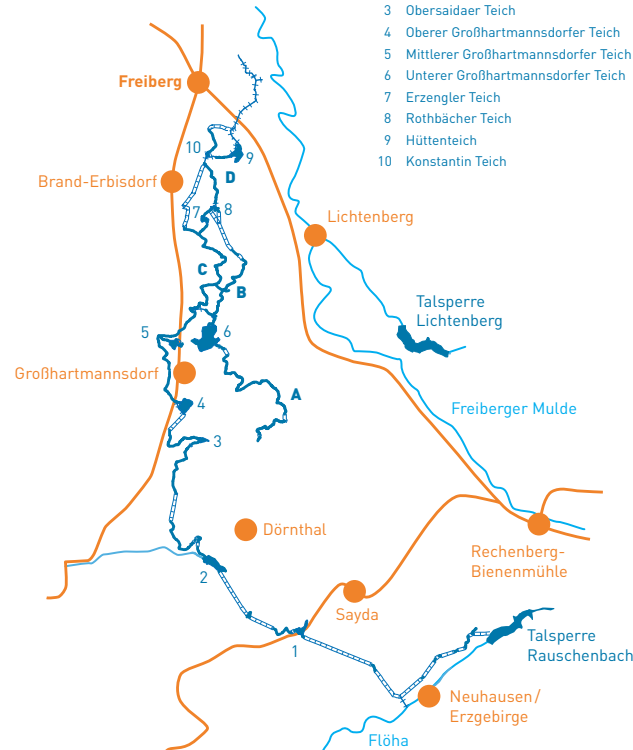 3 Obersaidaer Teich
4 Oberer Großhartmannsdorfer Teich
5 Mittlerer Großhartmannsdorfer Teich
6 Unterer Großhartmannsdorfer Teich
7 Erzengler Teich
8 Rothbächer Teich
9 Hüttenteich
10 Konstantin Teich
Freiberg
10
9
D
Brand-Erbisdorf
7
8
Lichtenberg
C
B
Talsperre
Lichtenberg
5
6
Großhartmannsdorf
A
4
Freiberger Mulde
3
Dörnthal
Rechenberg-
Bienenmühle
2
Sayda
1
Talsperre
Rauschenbach
Neuhausen/
Erzgebirge
Flöha